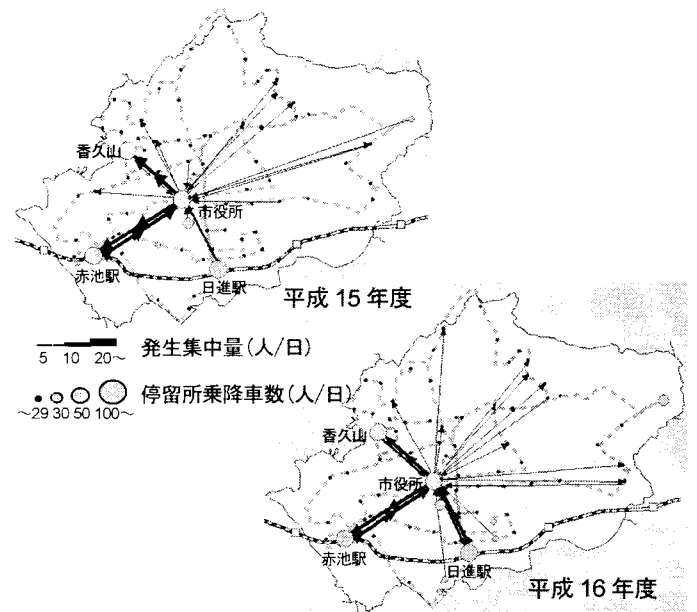 香久山
市役所
赤池駅
日進駅
平成 15 年度
5 10 20~ 発生集中量(人/日)
~29 30 50 100~ 停留所乗降車数(人/日)
香久山
市役所
赤池駅
日進駅
平成 16 年度